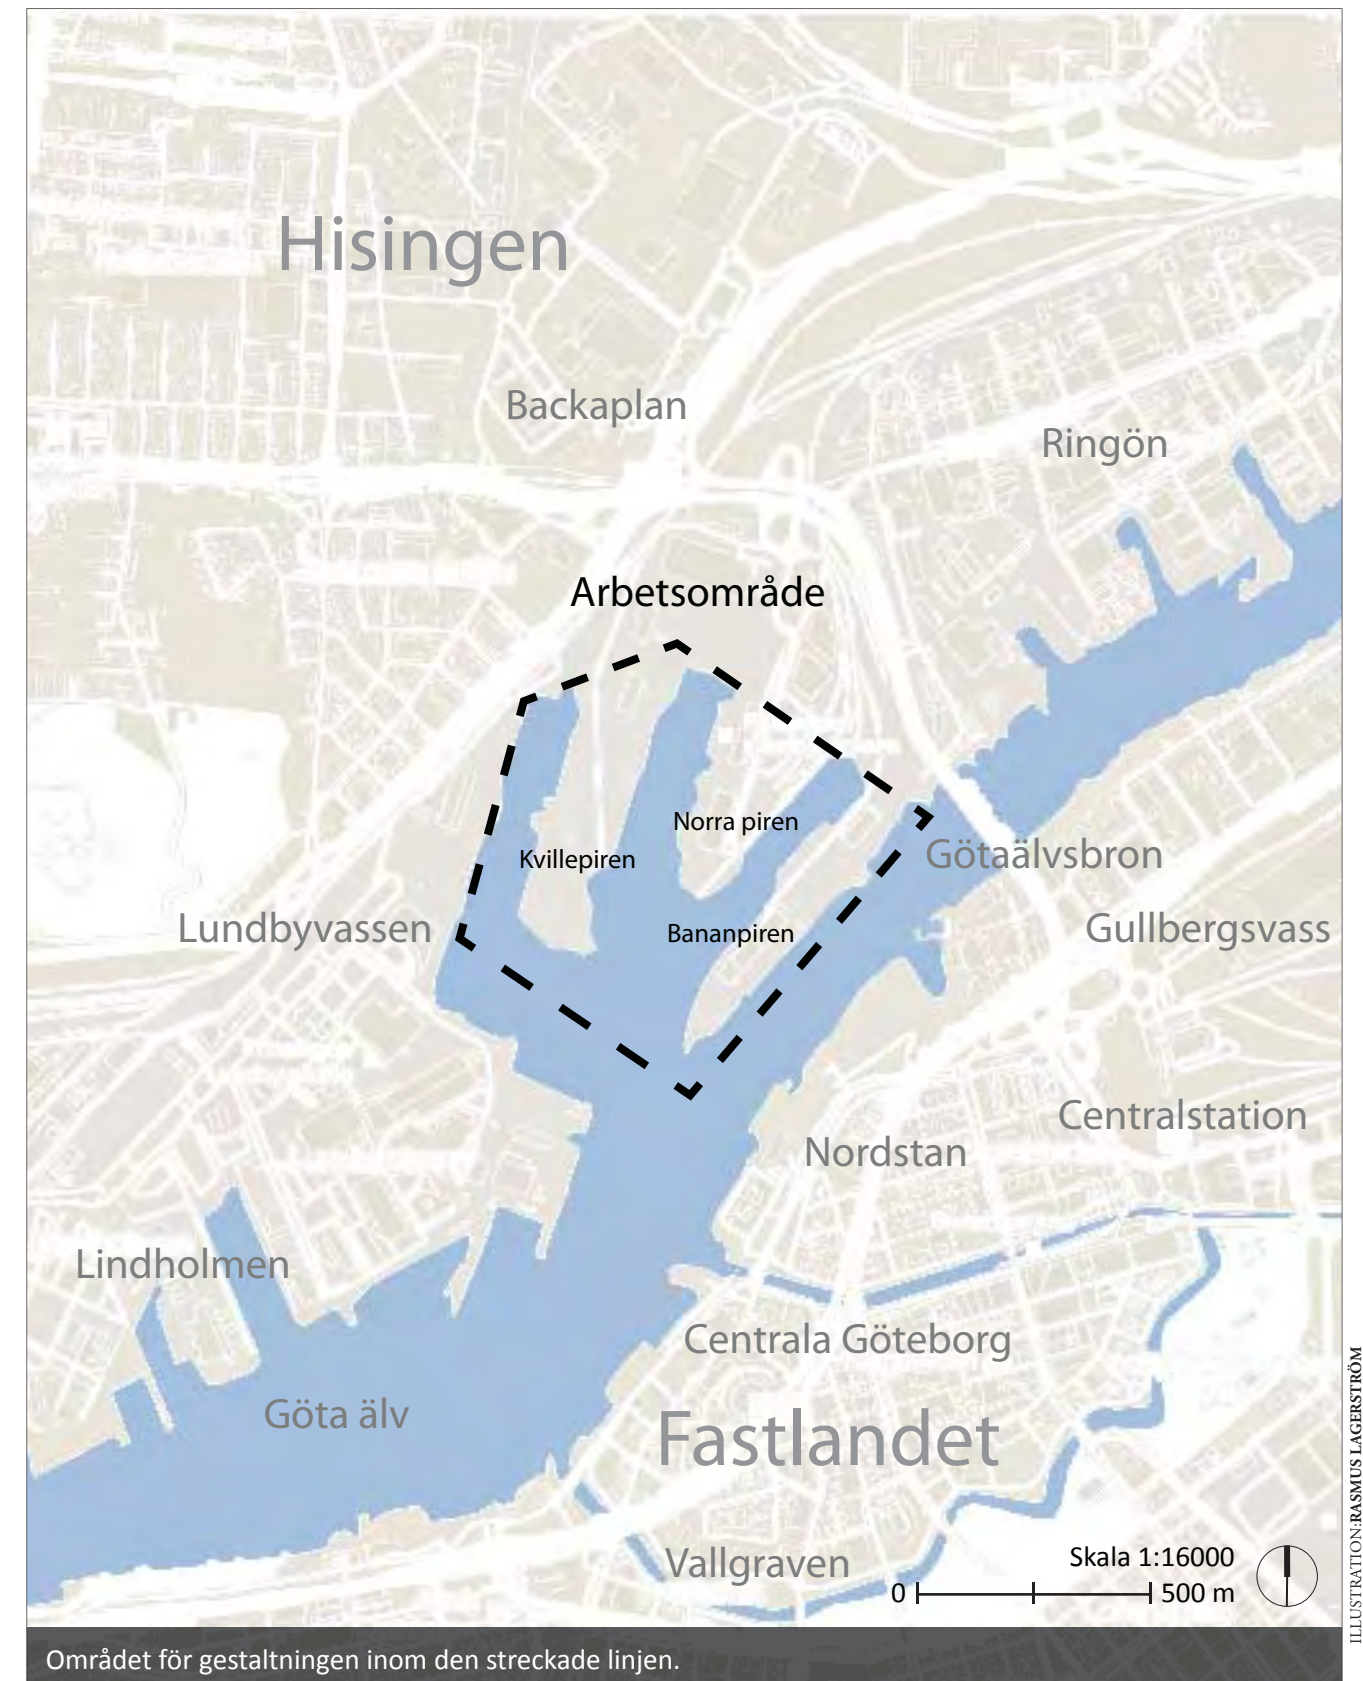 Hisingen
Backaplan
Ringön
Arbetsområde
Norra piren
Kvillepiren
Götaälvsbron
Lundbyvassen
Bananpiren
Gullbergsvass
Centralstation
Nordstan
Lindholmen
Centrala Göteborg
Göta älv
Fastlandet
Vallgraven
Skala 1:16000
0 500 m
Området för gestaltningen inom den streckade linjen.
ILLUSTRATION:RASMUS LAGERSTRÖM